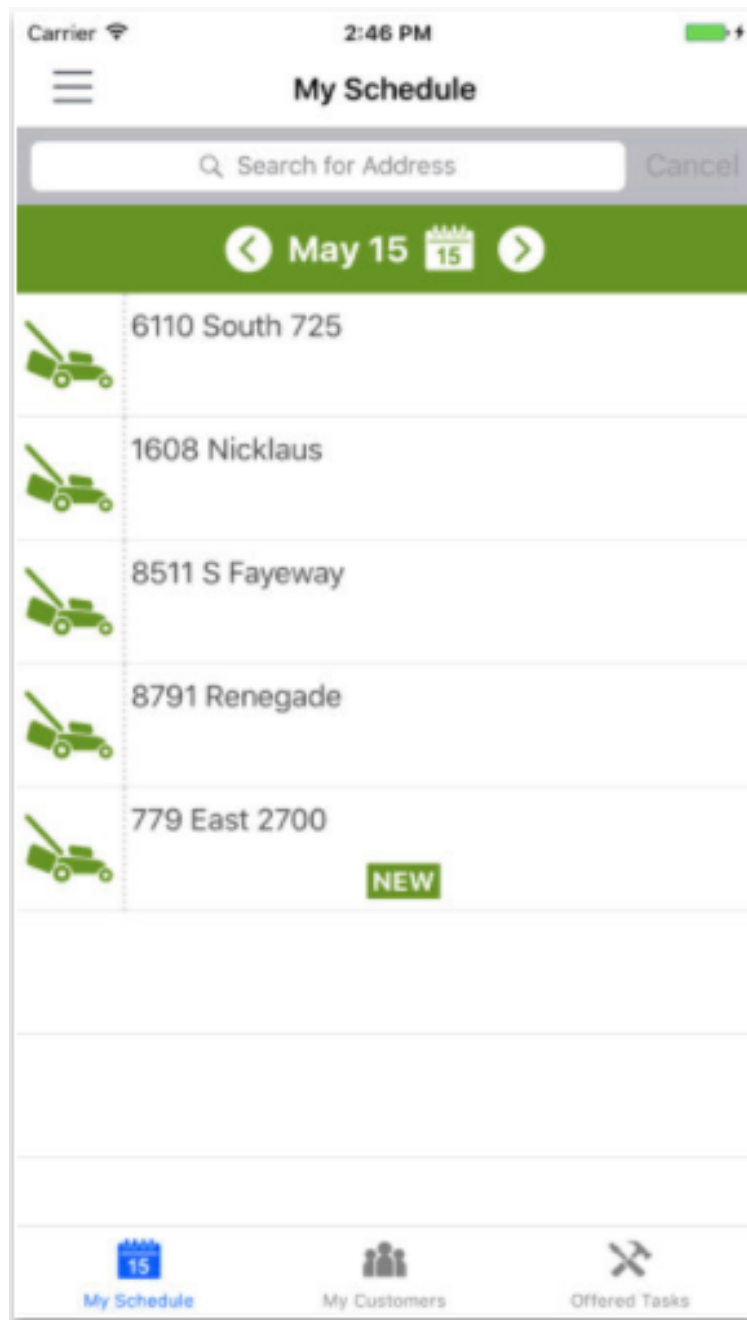 Carrier 2:46 PM
My Schedule
Search for Address Cancel
May 15 15
6110 South 725
1608 Nicklaus
8511 S Fayeway
8791 Renegade
779 East 2700
NEW
15
My Schedule My Customers Offered Tasks